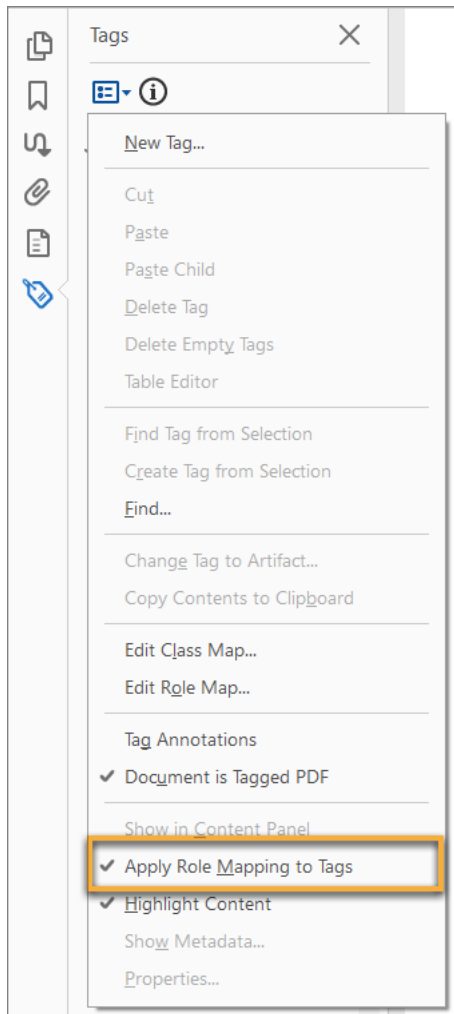 Tags
New Tag...
Cut
Paste
Paste Child
Delete Tag
Delete Empty Tags
Table Editor
Find Tag from Selection
Create Tag from Selection
Find...
Change Tag to Artifact...
Copy Contents to Clipboard
Edit Class Map...
Edit Role Map...
Tag Annotations
Document is Tagged PDF
Show in Content Panel
Apply Role Mapping to Tags
Highlight Content
Show Metadata...
Properties...